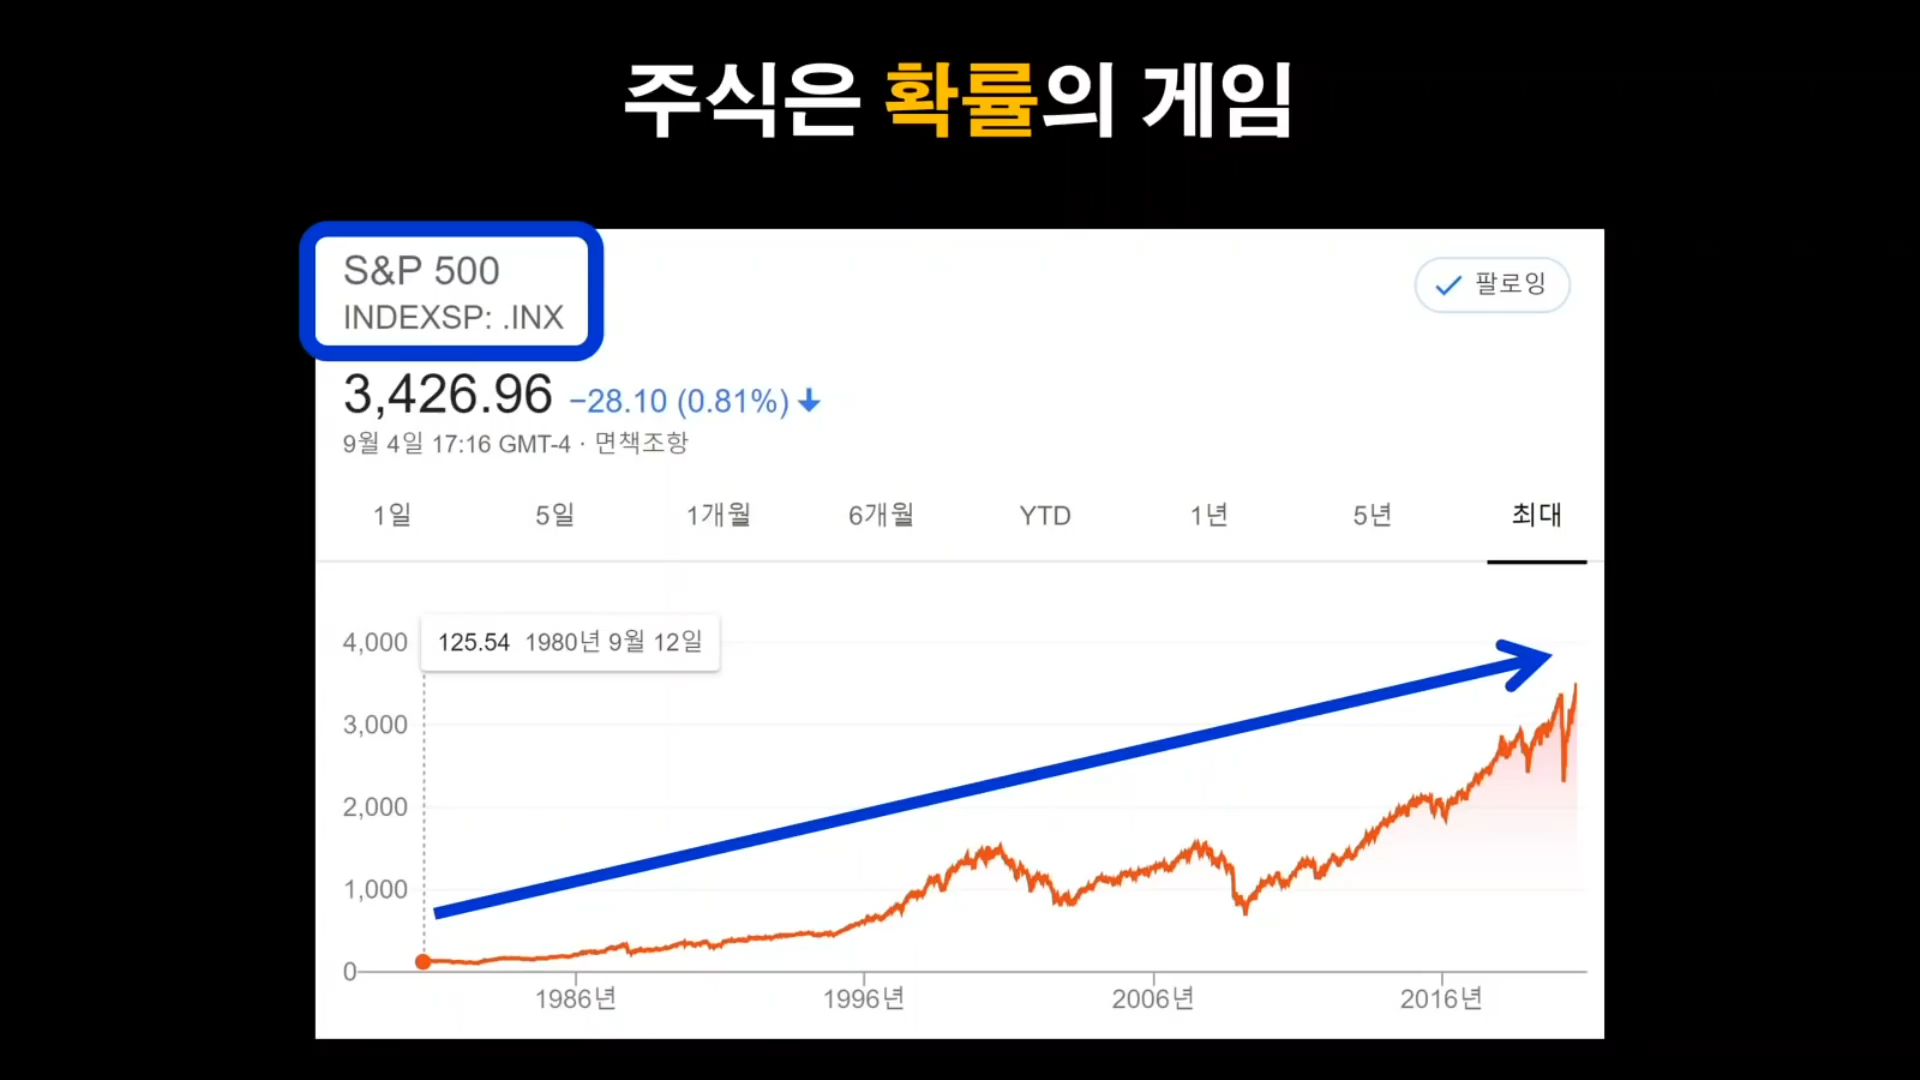 주식은 확률의 게임
S&P 500
INDEXSP: .INX
팔로잉
3,426.96 −28.10 (0.81%)
9월 4일 17:16 GMT-4 · 면책조항
1일 5일 1개월 6개월 YTD 1년 5년 최대
125.54 1980년 9월 12일
4,000
3,000
2,000
1,000
0
1986년 1996년 2006년 2016년